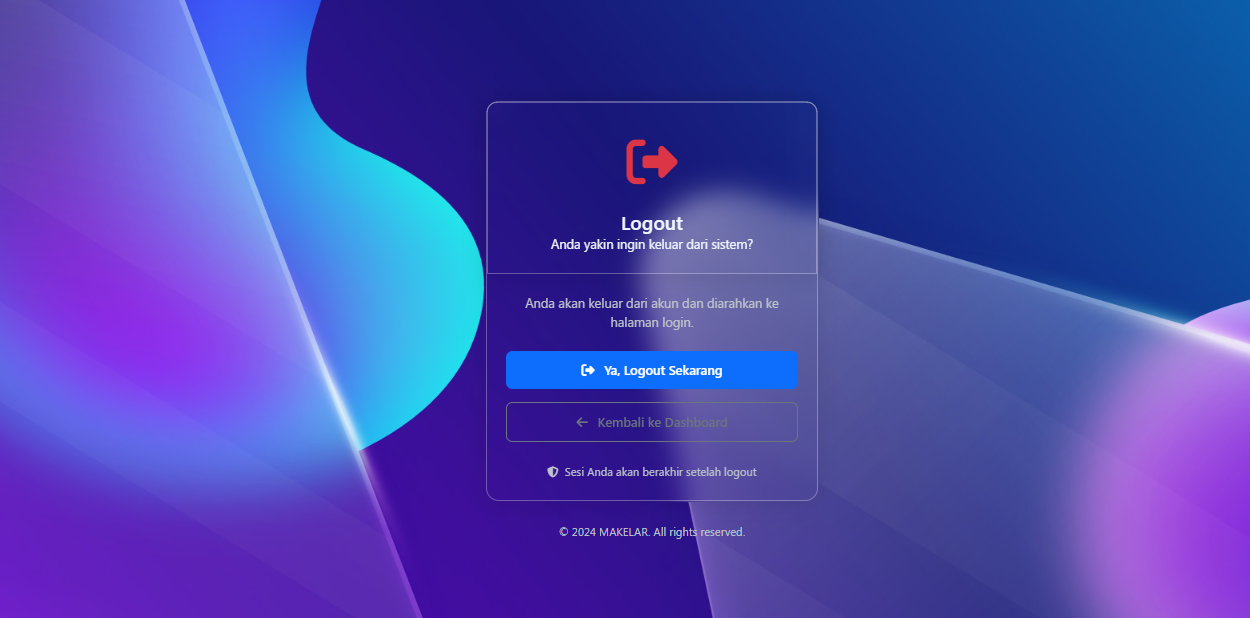 Logout
Anda yakin ingin keluar dari sistem?
Anda akan keluar dari akun dan diarahkan ke
halaman login.
Ya, Logout Sekarang
Kembali ke Dashboard
Sesi Anda akan berakhir setelah logout
© 2024 MAKELAR. All rights reserved.